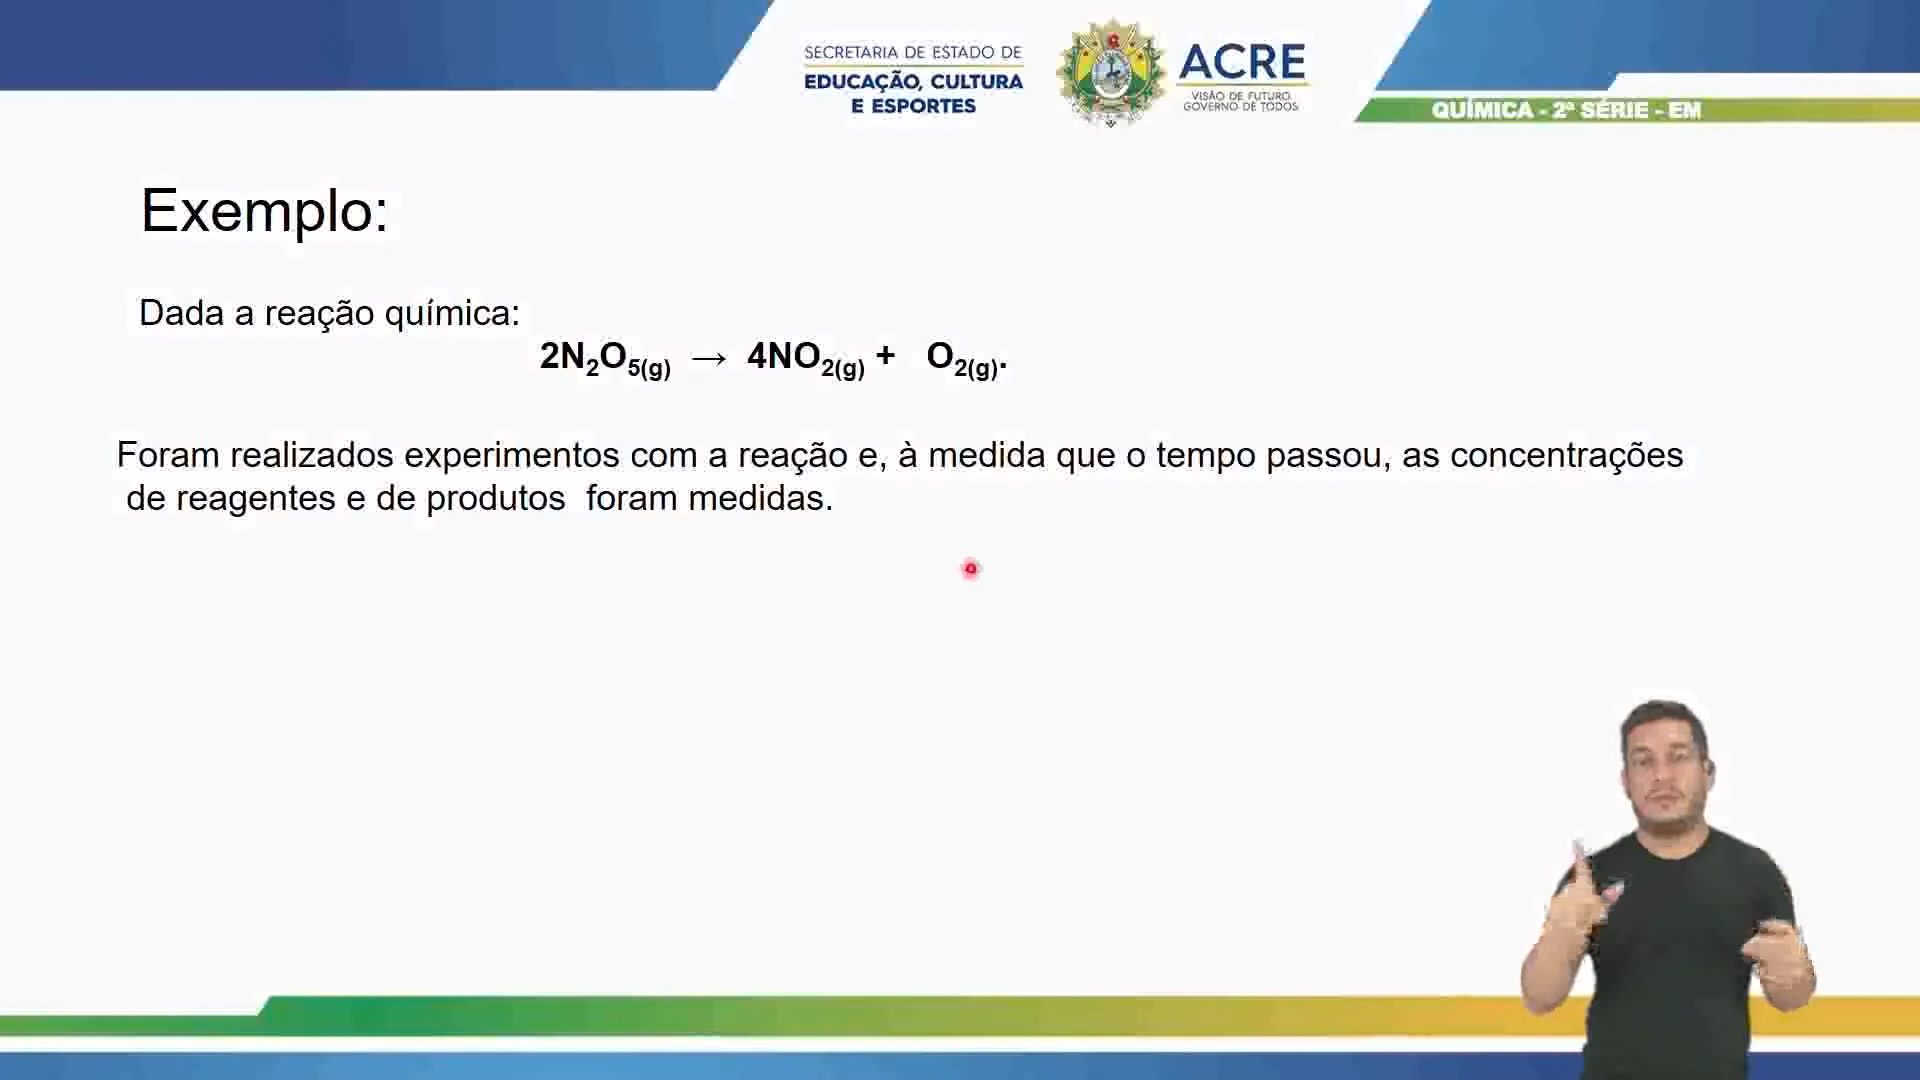 SECRETARIA DE ESTADO DE
EDUCAÇÃO, CULTURA
E ESPORTES
ACRE
VISÃO DE FUTURO,
GOVERNO DE TODOS
QUÍMICA - 2ª SÉRIE - EM
Exemplo:
Dada a reação química:
2N₂O₅(g) → 4NO₂(g) + O₂(g).
Foram realizados experimentos com a reação e, à medida que o tempo passou, as concentrações
de reagentes e de produtos foram medidas.